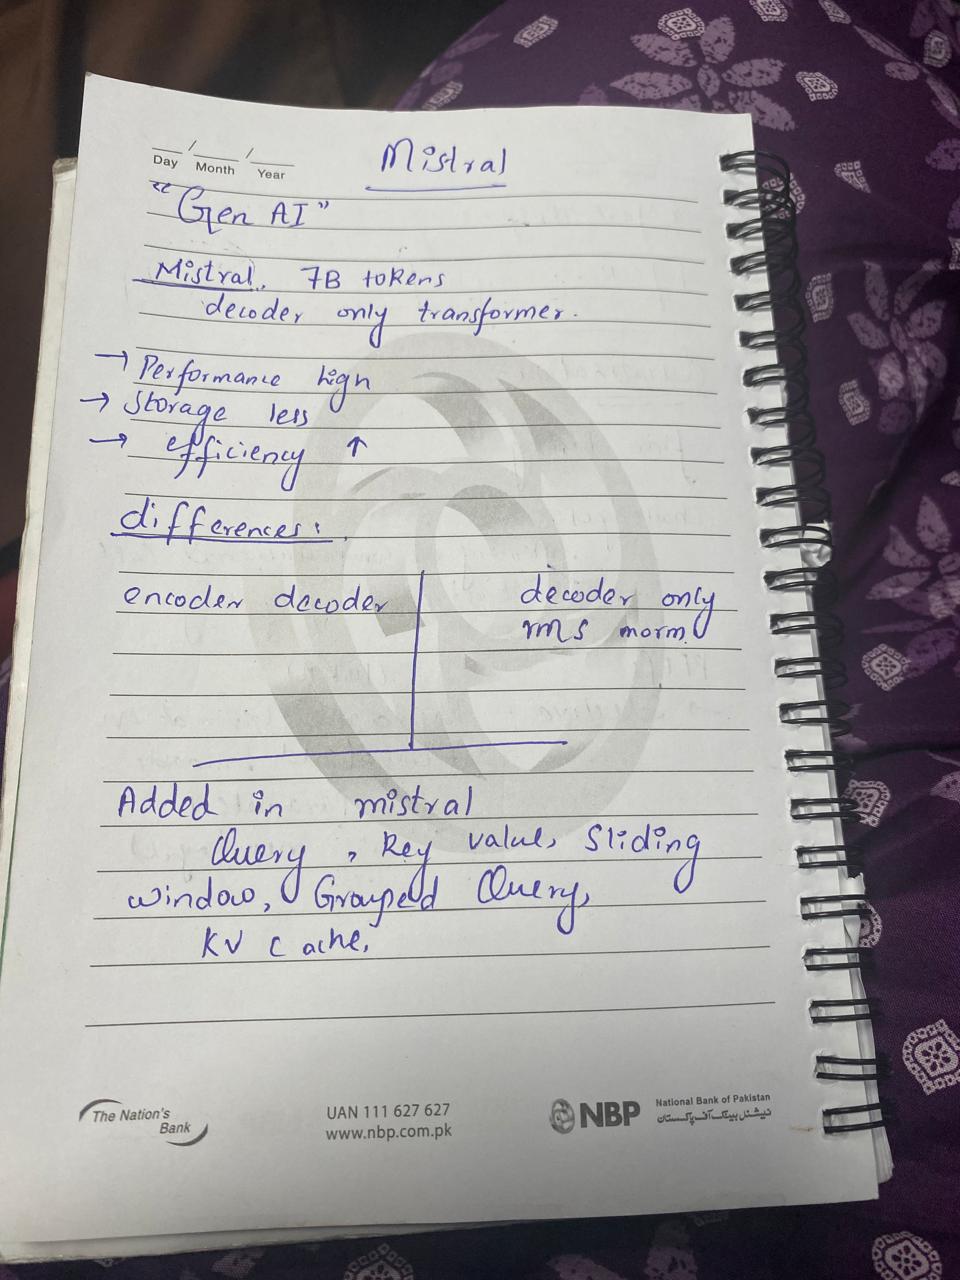 Mistral
Day / Month / Year
"Gen AI"
Mistral. 7B tokens
decoder only transformer.
→ Performance high
→ Storage less
→ efficiency ↑
differences:
encoder decoder
decoder only
rms norm.
Added in mistral
Query, Key value, Sliding
window, Grouped Query,
KV Cache,
The Nation's
Bank
UAN 111 627 627
www.nbp.com.pk
NBP
National Bank of Pakistan
نیشنل بینک آف پاکستان